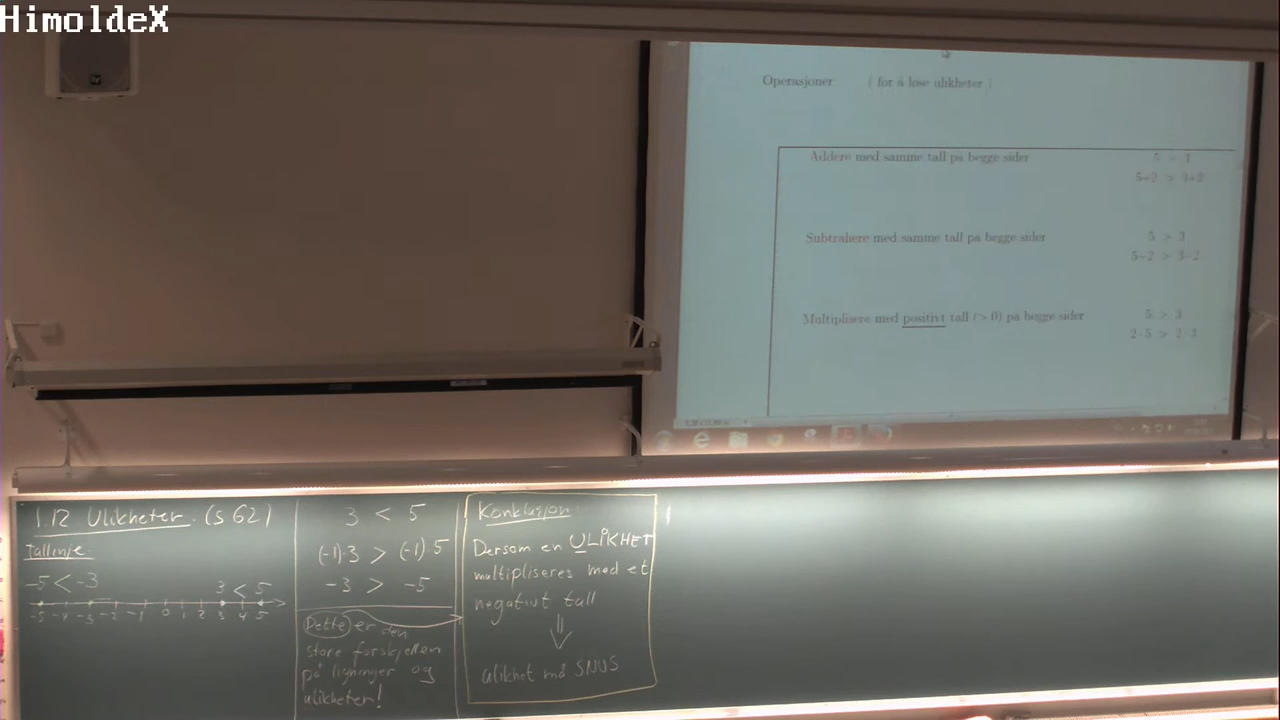 HimoldeX
Operasjoner ( for å løse ulikheter )
Addere med samme tall på begge sider
5+2 > 3+2
Subtrahere med samme tall på begge sider 5 > 3
5−2 > 3−2
Multiplisere med positivt tall (> 0) på begge sider 5 > 3
2·5 > 2·3
1.12 Ulikheter. (s 62)
Tallinje:
-5 < -3
3 < 5
-5 -4 -3 -2 -1 0 1 2 3 4 5
3 < 5
(-1)·3 > (-1)·5
-3 > -5
Dette er den
store forskjellen
på ligninger og
ulikheter!
Konklusjon:
Dersom en ULIKHET
multipliseres med et
negativt tall
⇓
ulikhet må SNUS